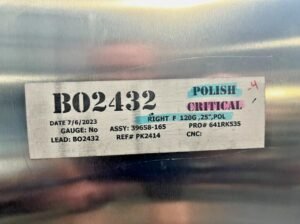 BO2432
POLISH
CRITICAL
DATE 7/6/2023
RIGHT F 120G ,25",POL
GAUGE: No ASSY: 39658-165 PRO# 641RKS35
LEAD: BO2432 REF# PK2414 CNC: